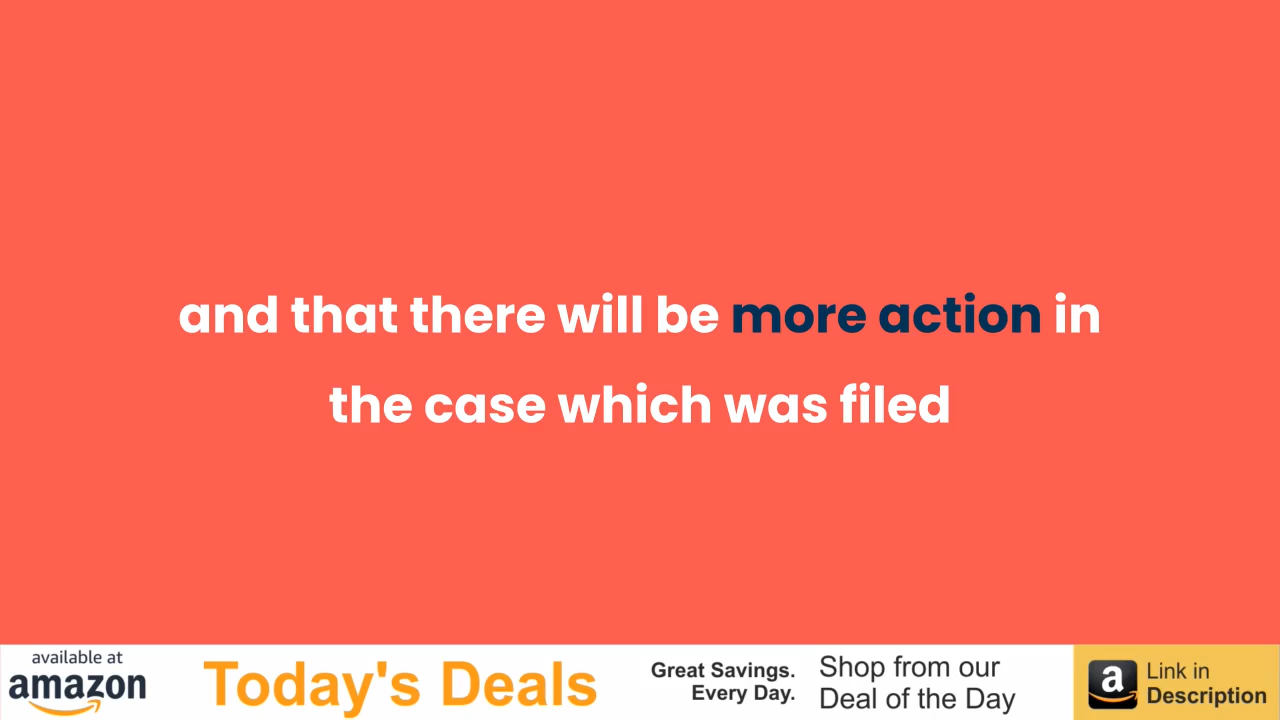 and that there will be more action in
the case which was filed
available at
amazon
Today's Deals
Great Savings.
Every Day.
Shop from our
Deal of the Day
a
Link in
Description